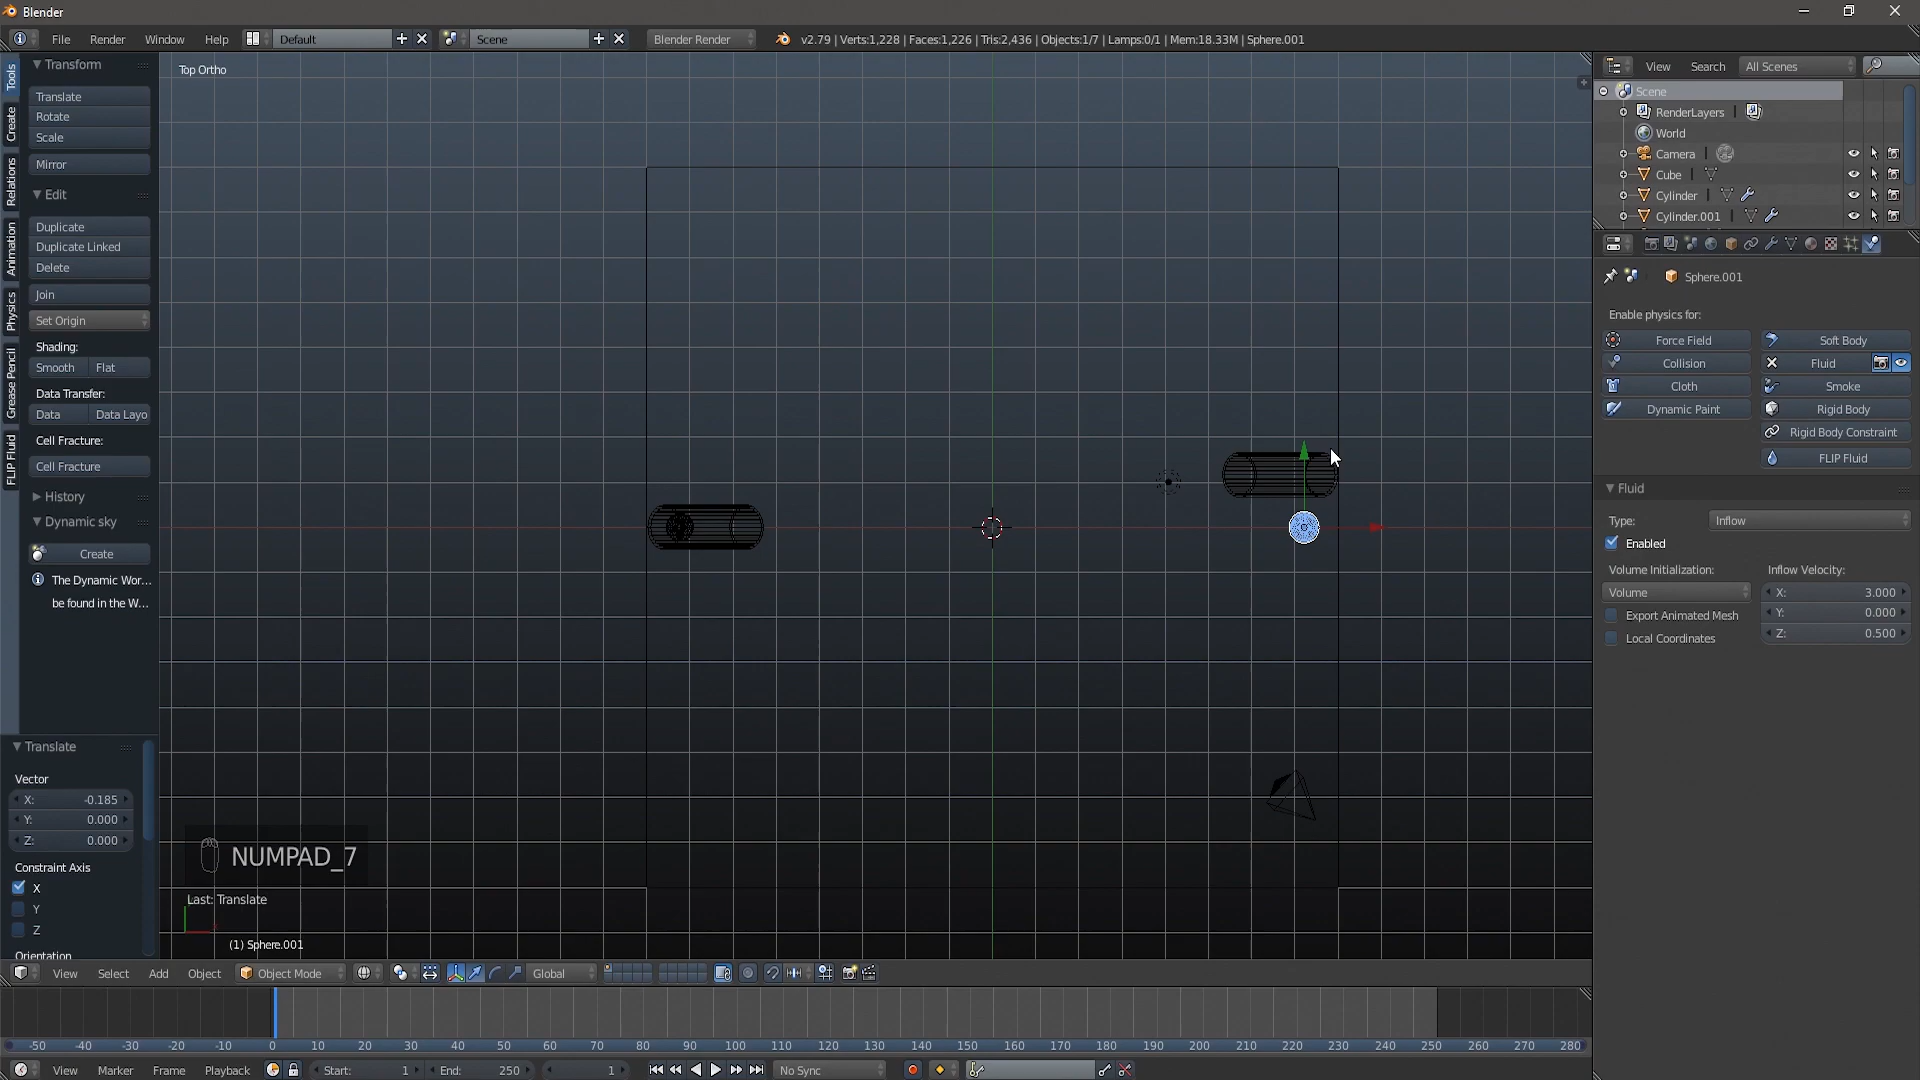 Blender
File Render Window Help Default Scene Blender Render v2.79 | Verts:1,228 | Faces:1,226 | Tris:2,436 | Objects:1/7 | Lamps:0/1 | Mem:18.33M | Sphere.001
Tools
Create
Relations
Animation
Physics
Grease Pencil
FLIP Fluid
Transform
Translate
Rotate
Scale
Mirror
Edit
Duplicate
Duplicate Linked
Delete
Join
Set Origin
Shading:
Smooth Flat
Data Transfer:
Data Data Layo
Cell Fracture:
Cell Fracture
History
Dynamic sky
Create
The Dynamic Wor...
be found in the W...
Translate
Vector
X: -0.185
Y: 0.000
Z: 0.000
Constraint Axis
X
Y
Z
Orientation
Top Ortho
NUMPAD_7
Last: Translate
(1) Sphere.001
View Search All Scenes
Scene
RenderLayers
World
Camera
Cube
Cylinder
Cylinder.001
Sphere.001
Enable physics for:
Force Field Soft Body
Collision Fluid
Cloth Smoke
Dynamic Paint Rigid Body
Rigid Body Constraint
FLIP Fluid
Fluid
Type: Inflow
Enabled
Volume Initialization: Inflow Velocity:
Volume X: 3.000
Export Animated Mesh Y: 0.000
Local Coordinates Z: 0.500
View Select Add Object Object Mode Global
-50 -40 -30 -20 -10 0 10 20 30 40 50 60 70 80 90 100 110 120 130 140 150 160 170 180 190 200 210 220 230 240 250 260 270 280
View Marker Frame Playback Start: 1 End: 250 1 No Sync